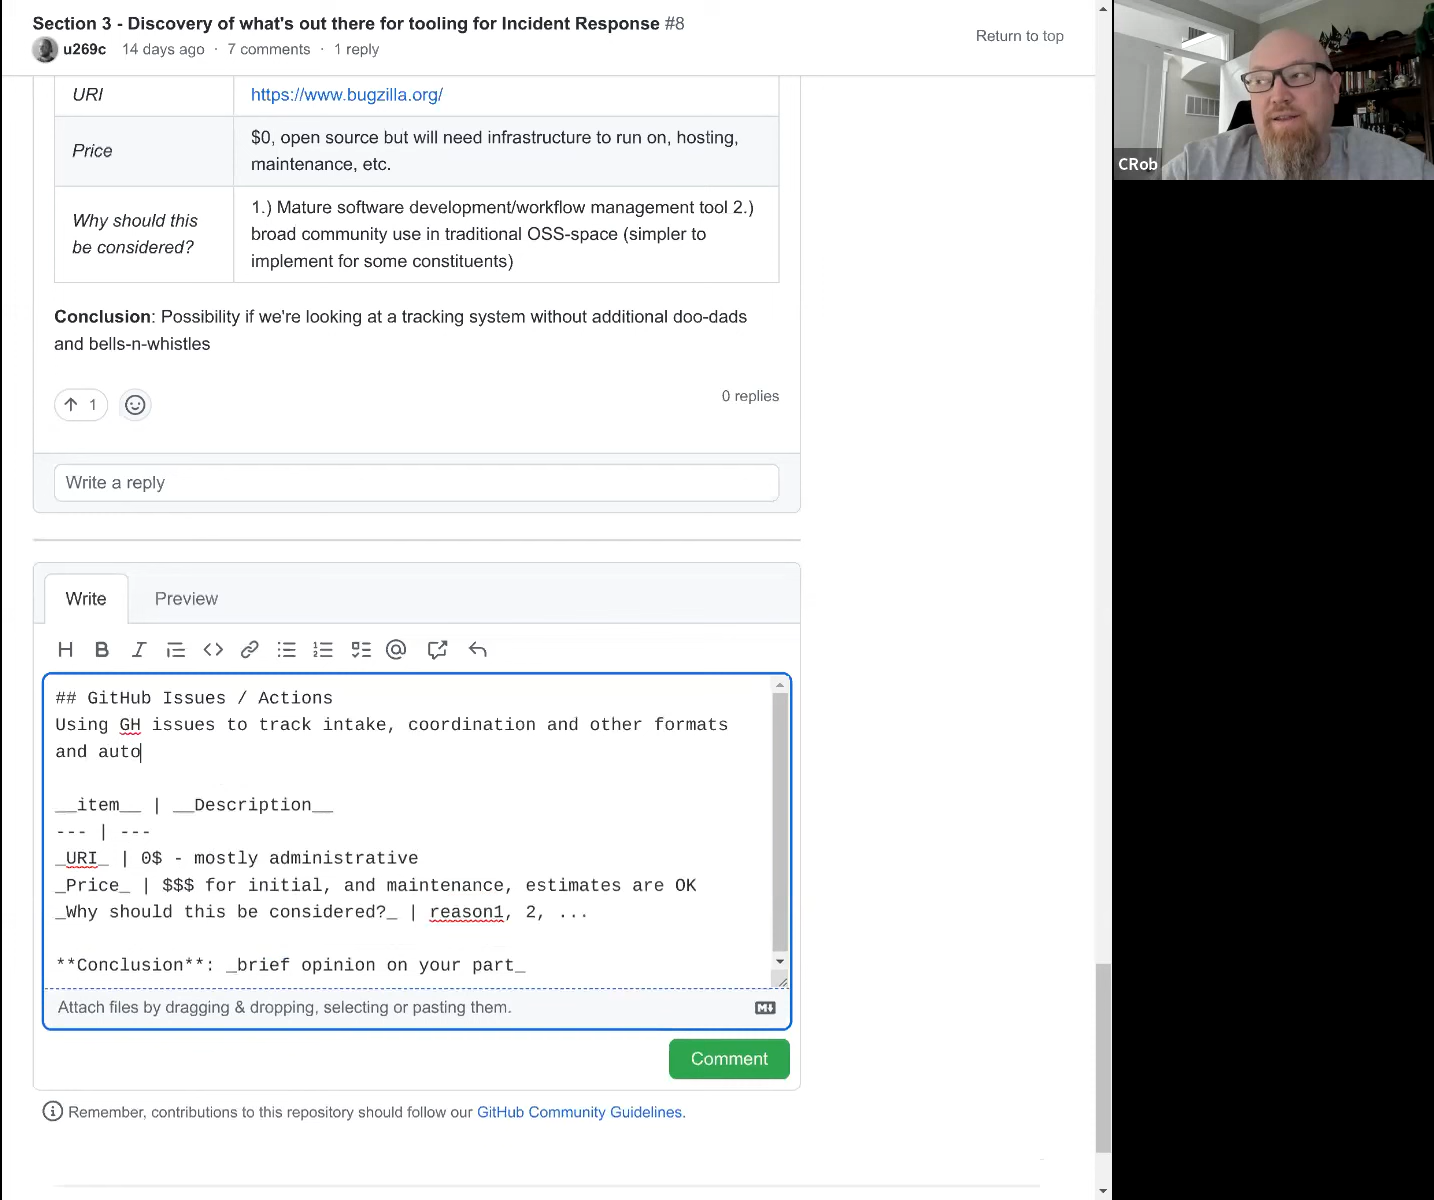 Section 3 - Discovery of what's out there for tooling for Incident Response #8
u269c 14 days ago · 7 comments · 1 reply
Return to top
CRob
URI https://www.bugzilla.org/
Price $0, open source but will need infrastructure to run on, hosting,
maintenance, etc.
Why should this
be considered?
1.) Mature software development/workflow management tool 2.)
broad community use in traditional OSS-space (simpler to
implement for some constituents)
Conclusion: Possibility if we're looking at a tracking system without additional doo-dads
and bells-n-whistles
1
0 replies
Write a reply
Write Preview
## GitHub Issues / Actions
Using GH issues to track intake, coordination and other formats
and auto
__item__ | __Description__
--- | ---
_URI_ | 0$ - mostly administrative
_Price_ | $$$ for initial, and maintenance, estimates are OK
_Why should this be considered?_ | reason1, 2, ...
**Conclusion**: _brief opinion on your part_
Attach files by dragging & dropping, selecting or pasting them.
Comment
Remember, contributions to this repository should follow our GitHub Community Guidelines.